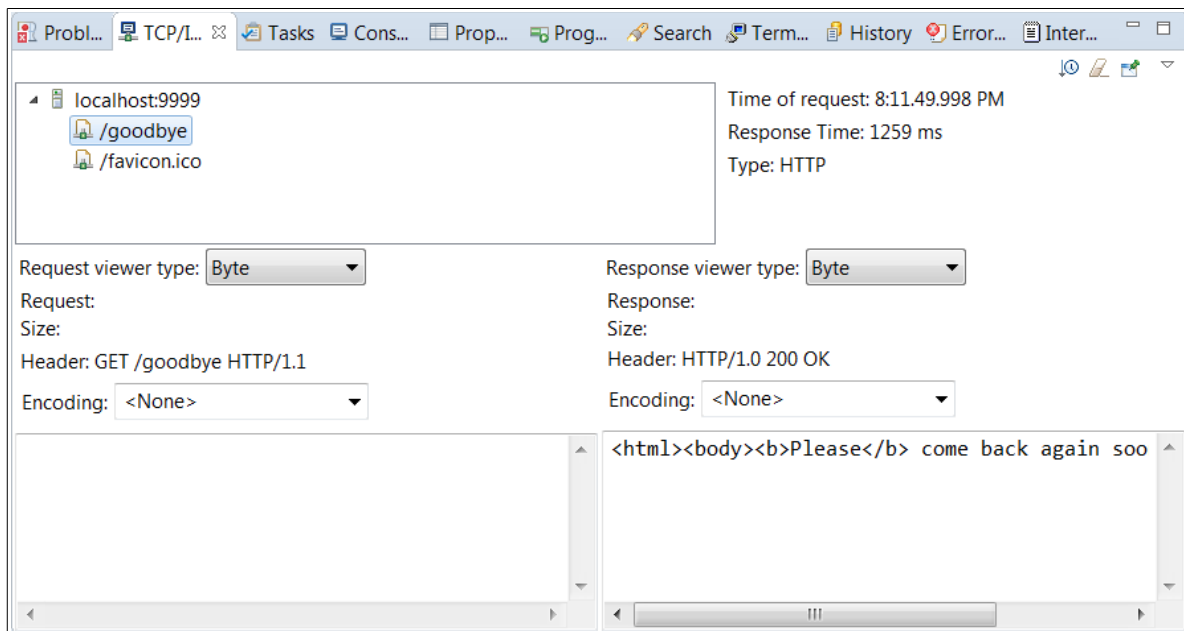 Probl... TCP/I... Tasks Cons... Prop... Prog... Search Term... History Error... Inter...
localhost:9999
/goodbye
/favicon.ico
Time of request: 8:11.49.998 PM
Response Time: 1259 ms
Type: HTTP
Request viewer type: Byte
Request:
Size:
Header: GET /goodbye HTTP/1.1
Encoding: <None>
Response viewer type: Byte
Response:
Size:
Header: HTTP/1.0 200 OK
Encoding: <None>
<html><body><b>Please</b> come back again soo